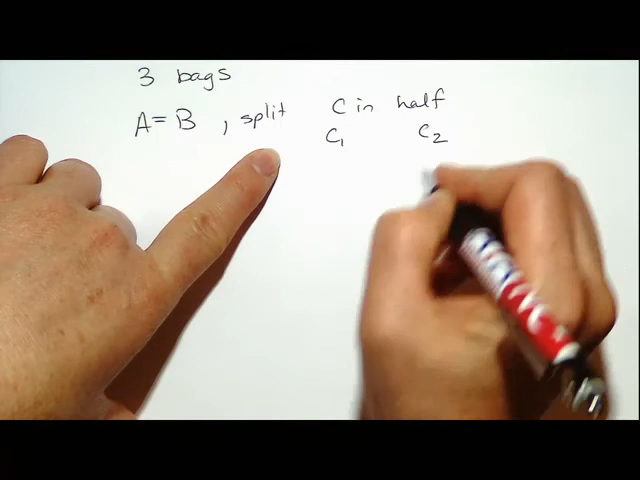 3 bags
A=B , split C in half
C₁ C₂